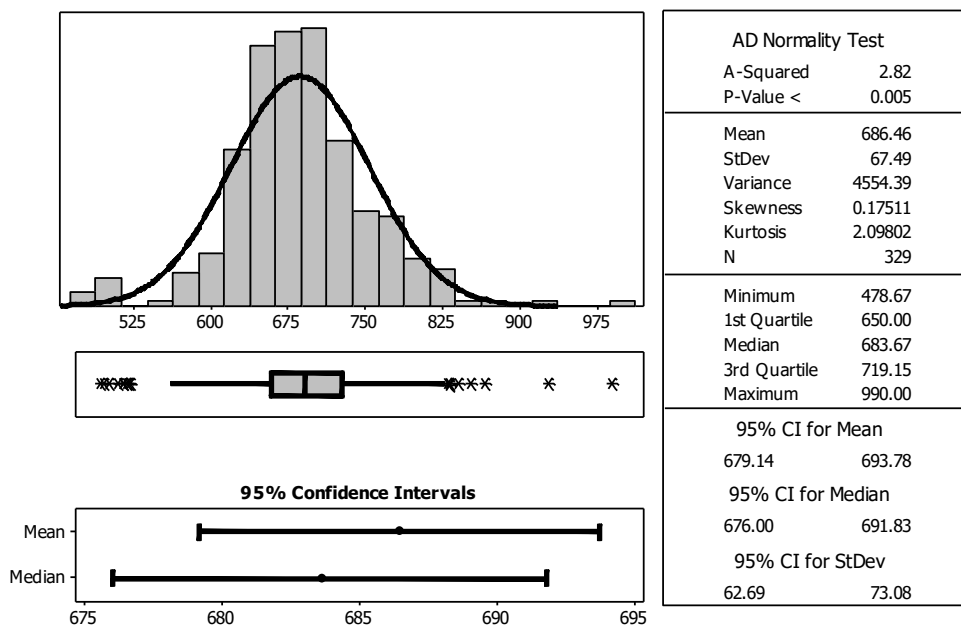 525 600 675 750 825 900 975
95% Confidence Intervals
Mean
Median
675 680 685 690 695
AD Normality Test
A-Squared 2.82
P-Value < 0.005
Mean 686.46
StDev 67.49
Variance 4554.39
Skewness 0.17511
Kurtosis 2.09802
N 329
Minimum 478.67
1st Quartile 650.00
Median 683.67
3rd Quartile 719.15
Maximum 990.00
95% CI for Mean
679.14 693.78
95% CI for Median
676.00 691.83
95% CI for StDev
62.69 73.08